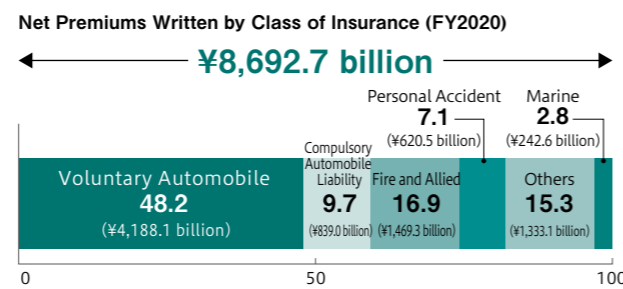 Net Premiums Written by Class of Insurance (FY2020)
¥8,692.7 billion
Personal Accident
7.1
(¥620.5 billion)
Marine
2.8
(¥242.6 billion)
Voluntary Automobile
48.2
(¥4,188.1 billion)
Compulsory
Automobile
Liability
9.7
(¥839.0 billion)
Fire and Allied
16.9
(¥1,469.3 billion)
Others
15.3
(¥1,333.1 billion)
0
50
100